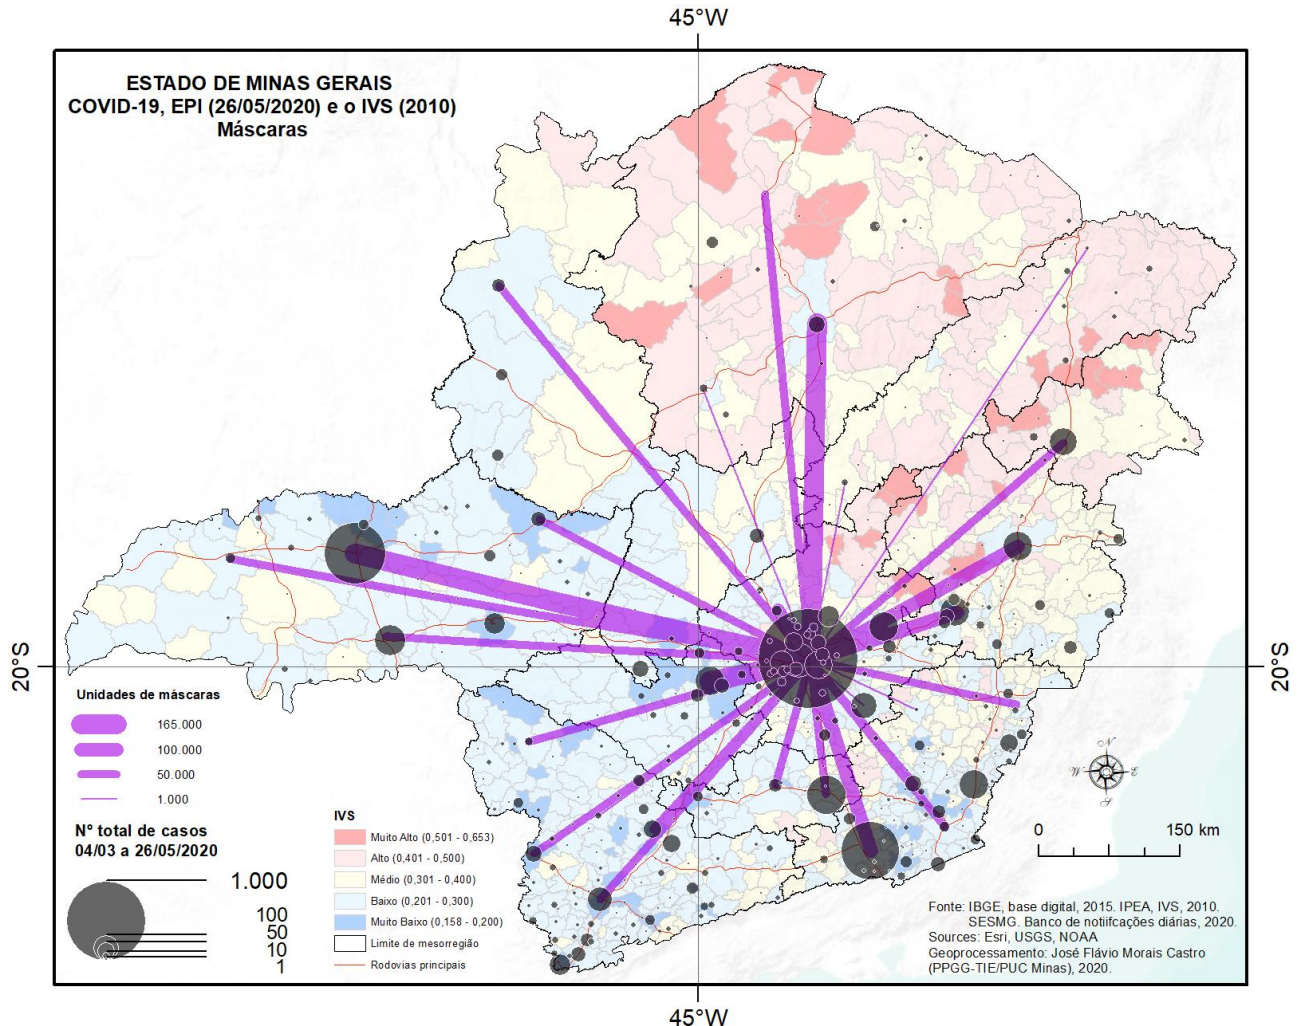 45°W
ESTADO DE MINAS GERAIS
COVID-19, EPI (26/05/2020) e o IVS (2010)
Máscaras
20°S
20°S
Unidades de máscaras
165.000
100.000
50.000
1.000
Nº total de casos
04/03 a 26/05/2020
1.000
100
50
10
1
IVS
Muito Alto (0,501 - 0,653)
Alto (0,401 - 0,500)
Médio (0,301 - 0,400)
Baixo (0,201 - 0,300)
Muito Baixo (0,158 - 0,200)
Limite de mesorregião
Rodovias principais
N
W
E
S
0
150 km
Fonte: IBGE, base digital, 2015. IPEA, IVS, 2010.
SESMG. Banco de notiifcações diárias, 2020.
Sources: Esri, USGS, NOAA
Geoprocessamento: José Flávio Morais Castro
(PPGG-TIE/PUC Minas), 2020.
45°W